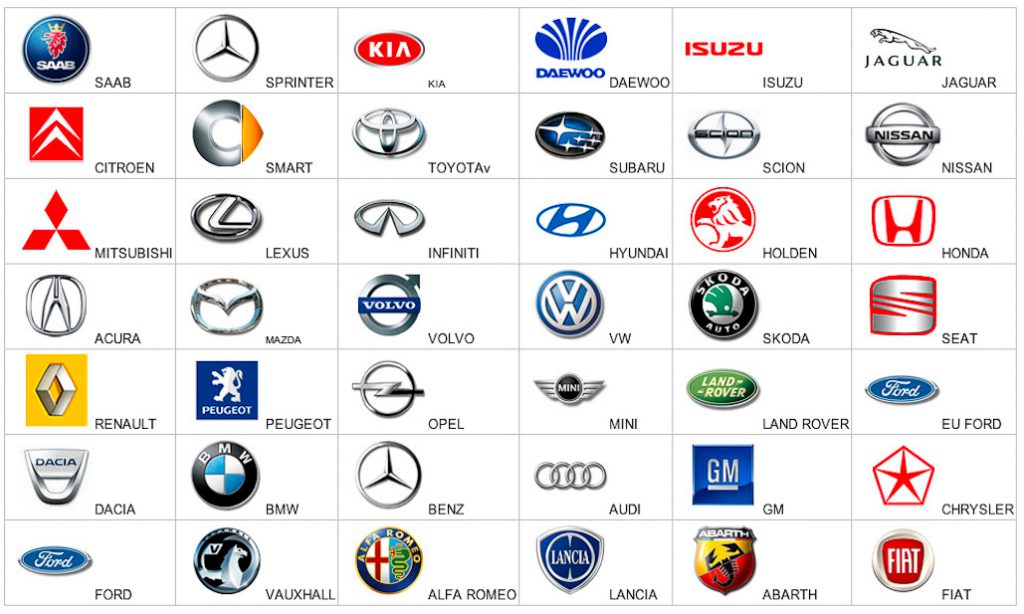 SAAB
SAAB
SPRINTER
KIA
KIA
DAEWOO
DAEWOO
ISUZU
ISUZU
JAGUAR
JAGUAR
CITROEN
SMART
TOYOTAv
SUBARU
SCION
SCION
NISSAN
NISSAN
MITSUBISHI
LEXUS
INFINITI
HYUNDAI
HOLDEN
HONDA
ACURA
MAZDA
VOLVO
VOLVO
VW
VW
SKODA
AUTO
SKODA
SEAT
RENAULT
PEUGEOT
PEUGEOT
OPEL
MINI
MINI
LAND-
-ROVER
LAND ROVER
Ford
EU FORD
DACIA
DACIA
BMW
BMW
BENZ
AUDI
GM
GM
CHRYSLER
Ford
FORD
V
VAUXHALL
ALFA ROMEO
ALFA ROMEO
LANCIA
LANCIA
ABARTH
ABARTH
FIAT
FIAT